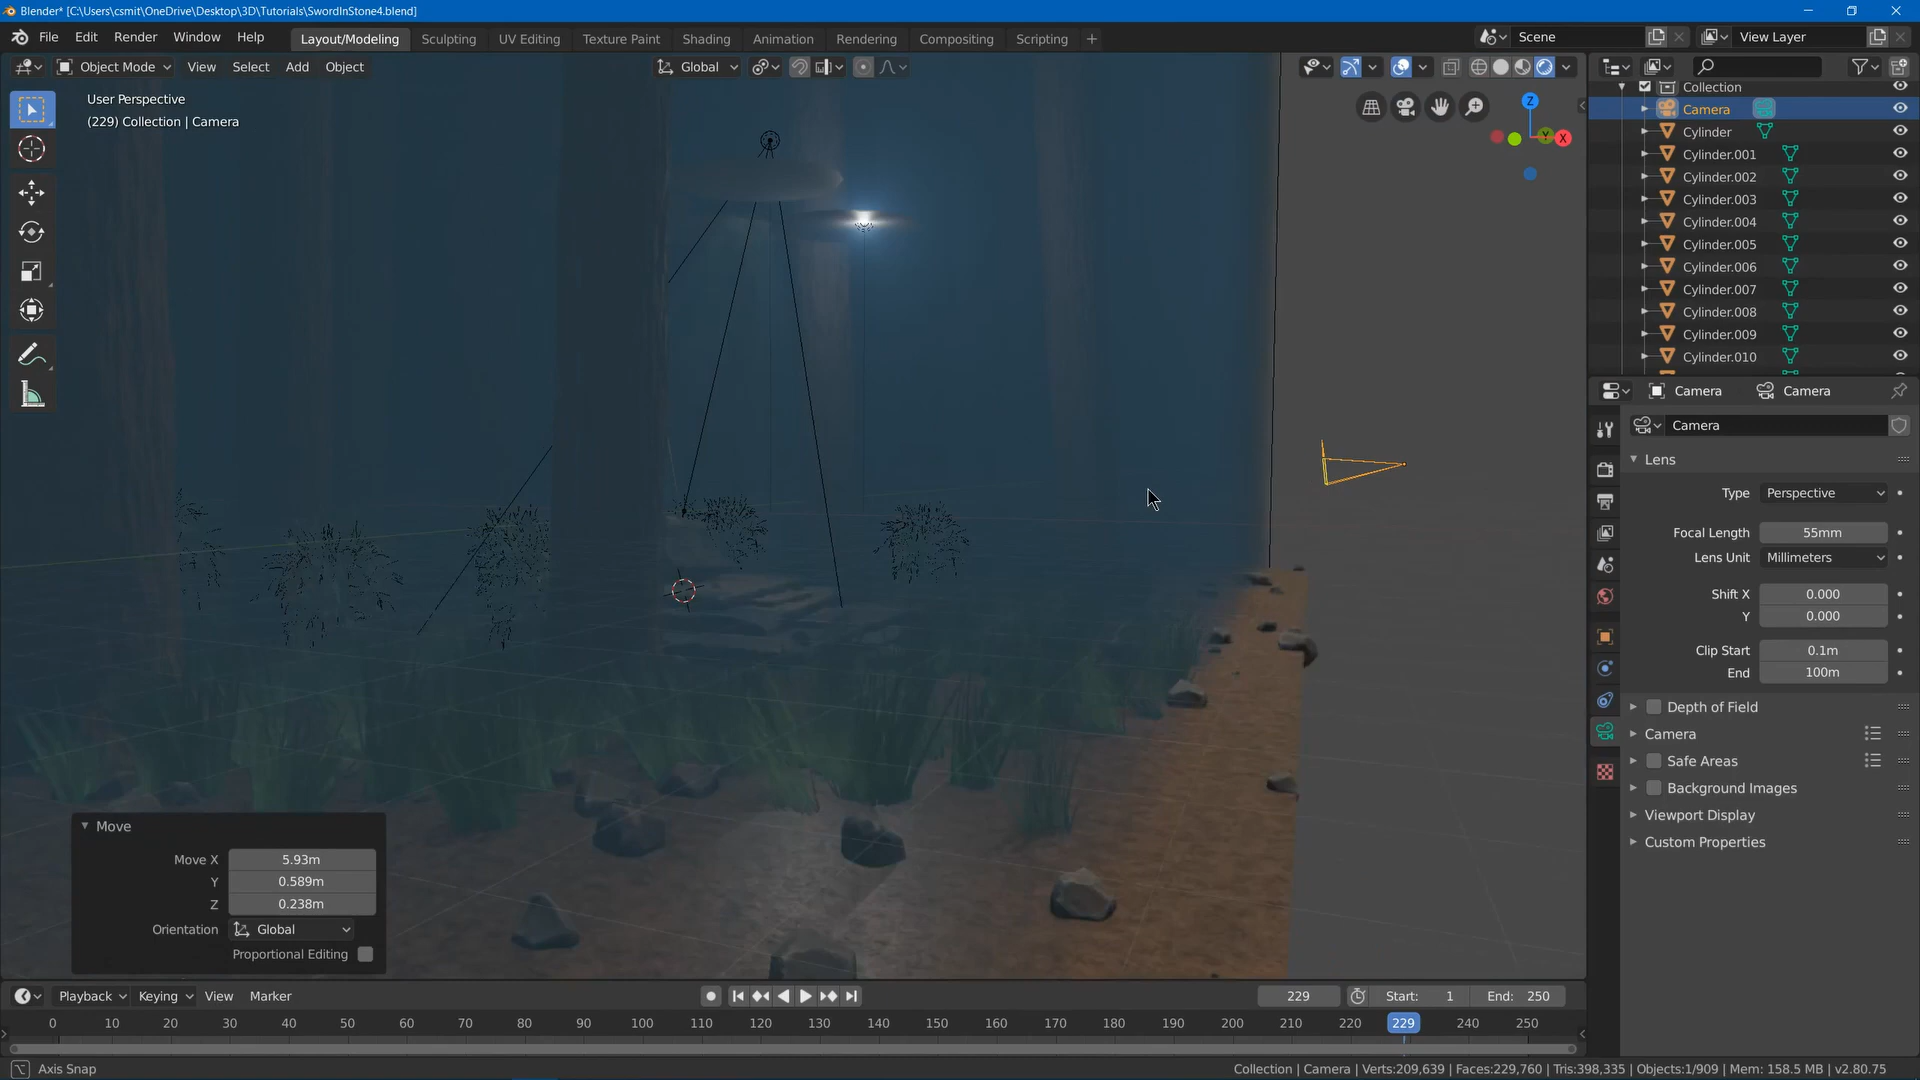 Blender* [C:\Users\csmit\OneDrive\Desktop\3D\Tutorials\SwordInStone4.blend]
File Edit Render Window Help Layout/Modeling Sculpting UV Editing Texture Paint Shading Animation Rendering Compositing Scripting + Scene View Layer
Object Mode View Select Add Object Global
User Perspective
(229) Collection | Camera
Z
Y
X
Collection
Camera
Cylinder
Cylinder.001
Cylinder.002
Cylinder.003
Cylinder.004
Cylinder.005
Cylinder.006
Cylinder.007
Cylinder.008
Cylinder.009
Cylinder.010
Camera Camera
Camera
Lens
Type Perspective
Focal Length 55mm
Lens Unit Millimeters
Shift X 0.000
Y 0.000
Clip Start 0.1m
End 100m
Depth of Field
Camera
Safe Areas
Background Images
Viewport Display
Custom Properties
Move
Move X 5.93m
Y 0.589m
Z 0.238m
Orientation Global
Proportional Editing
Playback Keying View Marker 229 Start: 1 End: 250
0 10 20 30 40 50 60 70 80 90 100 110 120 130 140 150 160 170 180 190 200 210 220 229 240 250
Axis Snap Collection | Camera | Verts:209,639 | Faces:229,760 | Tris:398,335 | Objects:1/909 | Mem: 158.5 MB | v2.80.75